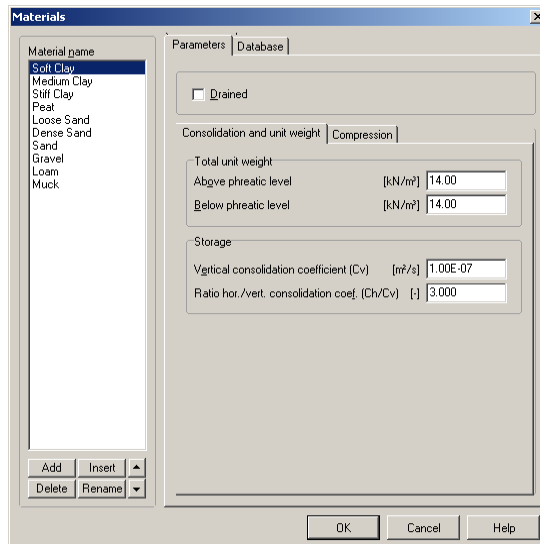 Materials
Material name
Soft Clay
Medium Clay
Stiff Clay
Peat
Loose Sand
Dense Sand
Sand
Gravel
Loam
Muck
Add Insert
Delete Rename
Parameters Database
Drained
Consolidation and unit weight Compression
Total unit weight
Above phreatic level [kN/m³] 14.00
Below phreatic level [kN/m³] 14.00
Storage
Vertical consolidation coefficient (Cv) [m²/s] 1.00E-07
Ratio hor./vert. consolidation coef. (Ch/Cv) [-] 3.000
OK Cancel Help